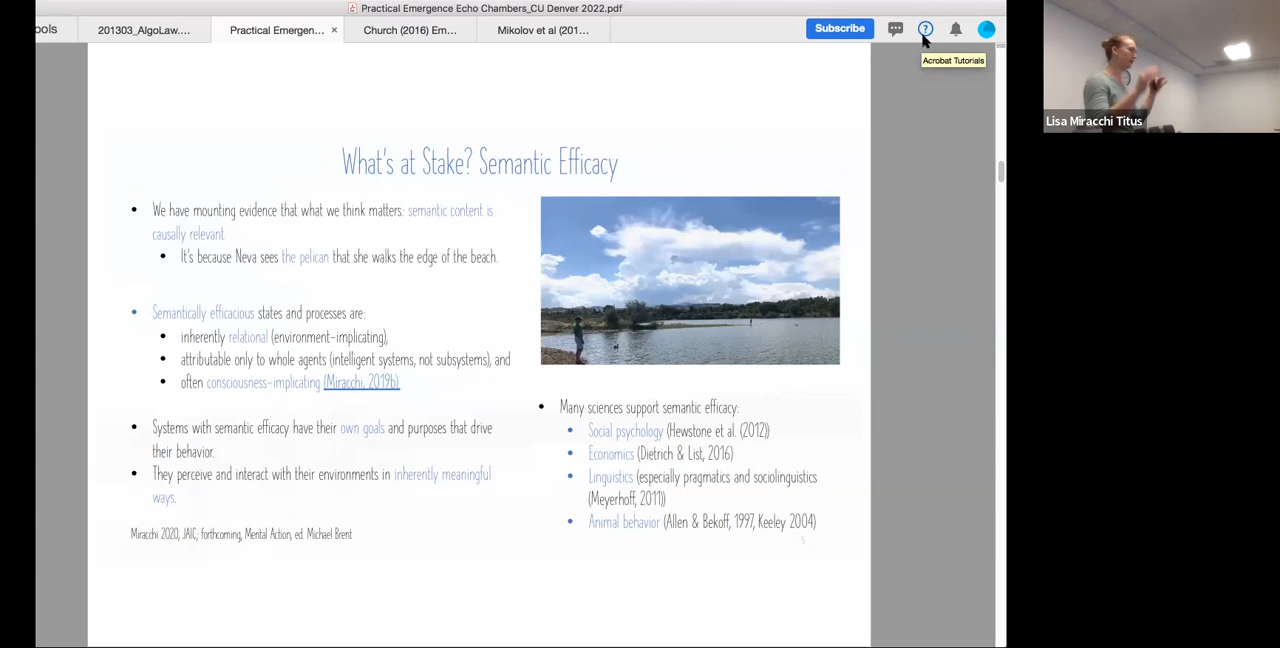 Practical Emergence Echo Chambers_CU Denver 2022.pdf
ools
201303_AlgoLaw....
Practical Emergen... ×
Church (2016) Em...
Mikolov et al (201...
Subscribe
?
Acrobat Tutorials
Lisa Miracchi Titus
What's at Stake? Semantic Efficacy
• We have mounting evidence that what we think matters: semantic content is
causally relevant.
• It's because Neva sees the pelican that she walks the edge of the beach.
• Semantically efficacious states and processes are:
• inherently relational (environment-implicating),
• attributable only to whole agents (intelligent systems, not subsystems), and
• often consciousness-implicating (Miracchi, 2019b).
• Systems with semantic efficacy have their own goals and purposes that drive
their behavior.
• They perceive and interact with their environments in inherently meaningful
ways.
Miracchi 2020, JAIC; forthcoming, Mental Action, ed. Michael Brent
• Many sciences support semantic efficacy:
• Social psychology (Hewstone et al. (2012))
• Economics (Dietrich & List, 2016)
• Linguistics (especially pragmatics and sociolinguistics
(Meyerhoff, 2011))
• Animal behavior (Allen & Bekoff, 1997, Keeley 2004)
5